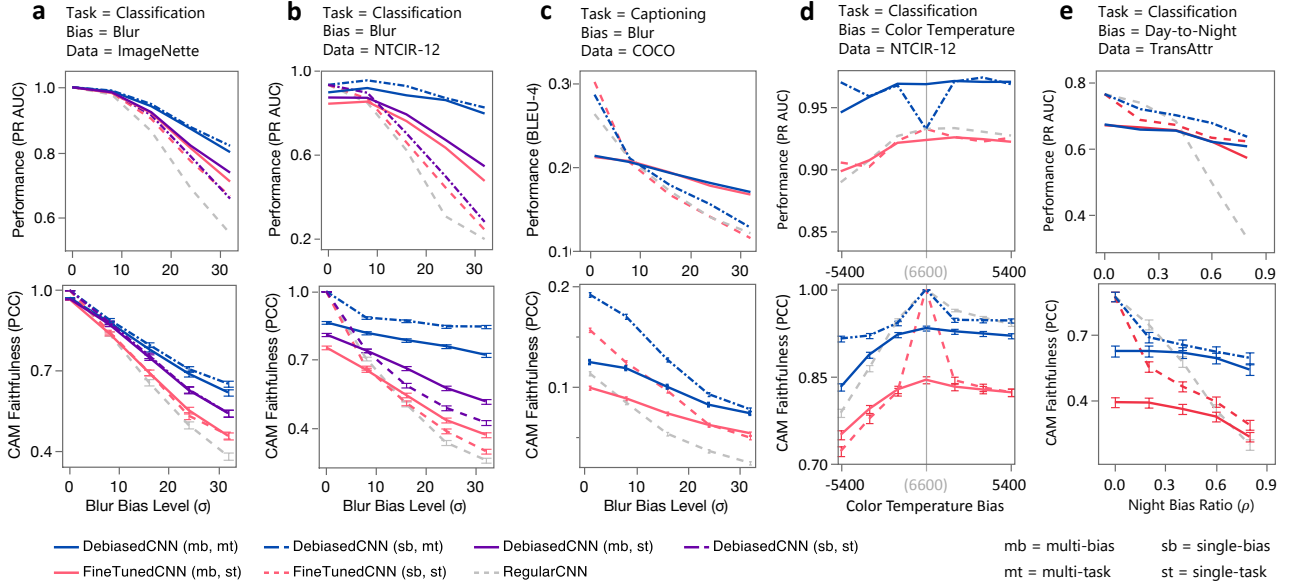 a
Task = Classification
Bias = Blur
Data = ImageNette
b
Task = Classification
Bias = Blur
Data = NTCIR-12
c
Task = Captioning
Bias = Blur
Data = COCO
d
Task = Classification
Bias = Color Temperature
Data = NTCIR-12
e
Task = Classification
Bias = Day-to-Night
Data = TransAttr
Performance (PR AUC)
1.0
0.8
0.6
0 10 20 30
Performance (PR AUC)
1.0
0.6
0.2
0 10 20 30
Performance (BLEU-4)
0.3
0.2
0.1
0 10 20 30
Performance (PR AUC)
0.95
0.90
0.85
-5400 (6600) 5400
Performance (PR AUC)
0.8
0.6
0.4
0.0 0.3 0.6 0.9
CAM Faithfulness (PCC)
1.0
0.7
0.4
0 10 20 30
Blur Bias Level (σ)
CAM Faithfulness (PCC)
1.0
0.7
0.4
0 10 20 30
Blur Bias Level (σ)
CAM Faithfulness (PCC)
0.2
0.1
0 10 20 30
Blur Bias Level (σ)
CAM Faithfulness (PCC)
1.00
0.85
0.70
-5400 (6600) 5400
Color Temperature Bias
CAM Faithfulness (PCC)
0.7
0.4
0.0 0.3 0.6 0.9
Night Bias Ratio (ρ)
DebiasedCNN (mb, mt) DebiasedCNN (sb, mt) DebiasedCNN (mb, st) DebiasedCNN (sb, st)
FineTunedCNN (mb, st) FineTunedCNN (sb, st) RegularCNN
mb = multi-bias sb = single-bias
mt = multi-task st = single-task